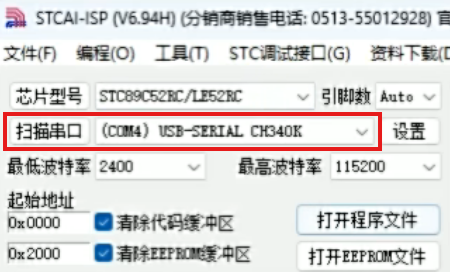 STCAI-ISP (V6.94H) (分销商销售电话: 0513-55012928) 官
文件(F) 编程(O) 工具(T) STC调试接口(G) 资料下载(D
芯片型号 STC89C52RC/LE52RC 引脚数 Auto
扫描串口 (COM4) USB-SERIAL CH340K 设置
最低波特率 2400 最高波特率 115200
起始地址
0x0000 清除代码缓冲区 打开程序文件
0x2000 清除EEPROM缓冲区 打开EEPROM文件